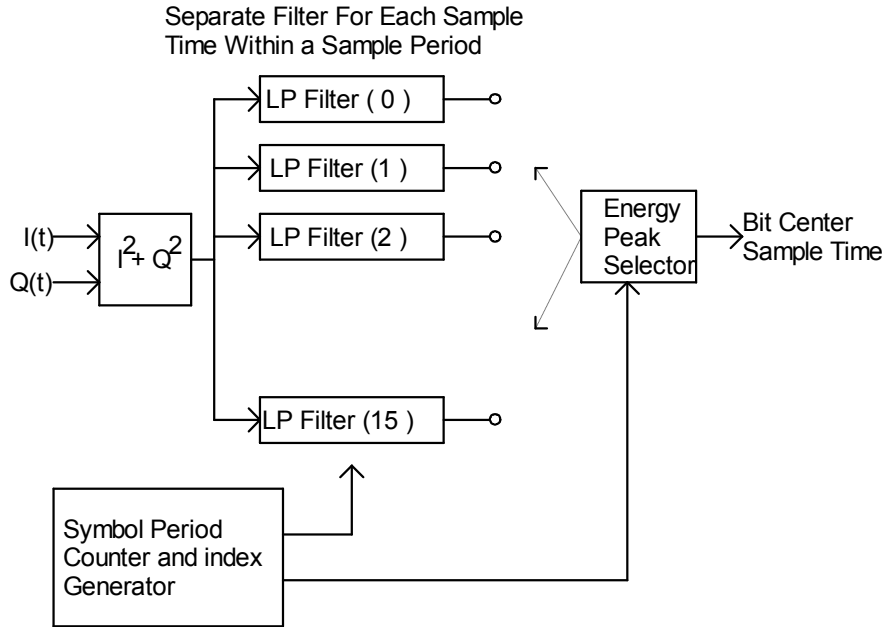 Separate Filter For Each Sample
Time Within a Sample Period
LP Filter ( 0 )
LP Filter (1 )
LP Filter (2 )
I(t)
Q(t)
I²+ Q²
Energy
Peak
Selector
Bit Center
Sample Time
LP Filter (15 )
Symbol Period
Counter and index
Generator